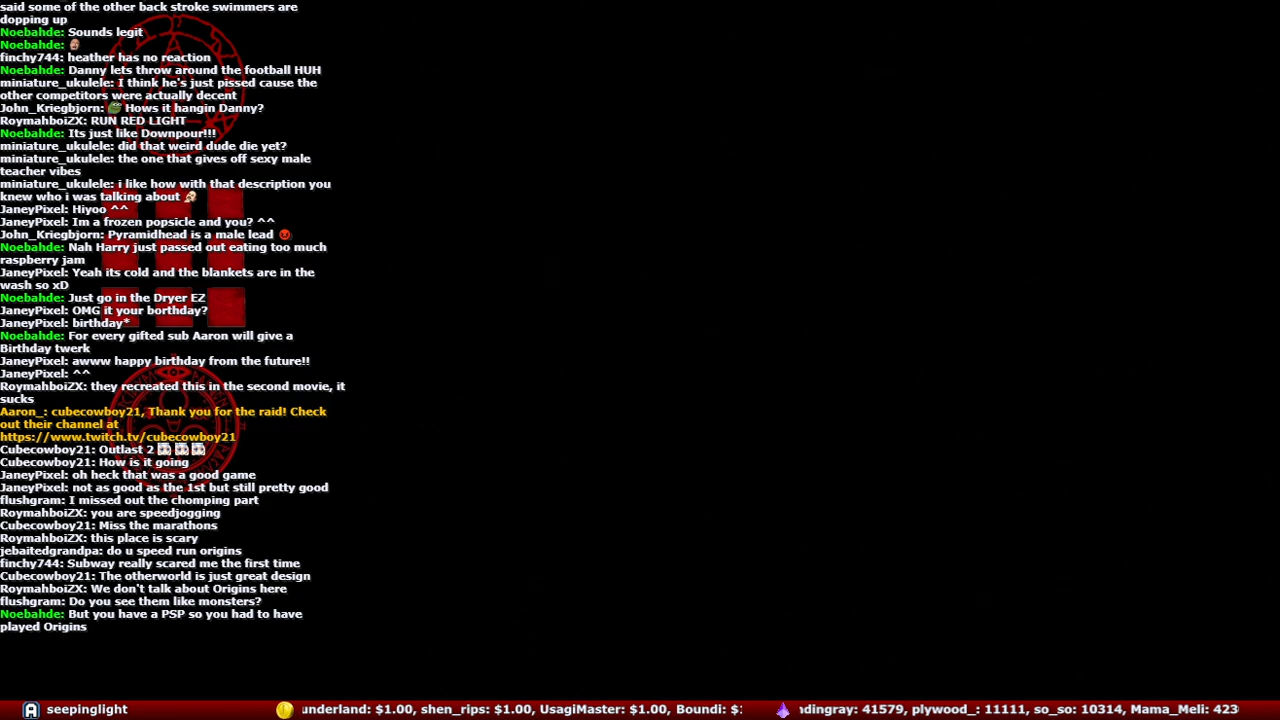 said some of the other back stroke swimmers are
dopping up
Noebahde: Sounds legit
Noebahde:
finchy744: heather has no reaction
Noebahde: Danny lets throw around the football HUH
miniature_ukulele: I think he's just pissed cause the
other competitors were actually decent
John_Kriegbjorn: Hows it hangin Danny?
RoymahboiZX: RUN RED LIGHT
Noebahde: Its just like Downpour!!!
miniature_ukulele: did that weird dude die yet?
miniature_ukulele: the one that gives off sexy male
teacher vibes
miniature_ukulele: i like how with that description you
knew who i was talking about
JaneyPixel: Hiyoo ^^
JaneyPixel: Im a frozen popsicle and you? ^^
John_Kriegbjorn: Pyramidhead is a male lead
Noebahde: Nah Harry just passed out eating too much
raspberry jam
JaneyPixel: Yeah its cold and the blankets are in the
wash so xD
Noebahde: Just go in the Dryer EZ
JaneyPixel: OMG it your borthday?
JaneyPixel: birthday*
Noebahde: For every gifted sub Aaron will give a
Birthday twerk
JaneyPixel: awww happy birthday from the future!!
JaneyPixel: ^^
RoymahboiZX: they recreated this in the second movie, it
sucks
Aaron_: cubecowboy21, Thank you for the raid! Check
out their channel at
https://www.twitch.tv/cubecowboy21
Cubecowboy21: Outlast 2
Cubecowboy21: How is it going
JaneyPixel: oh heck that was a good game
JaneyPixel: not as good as the 1st but still pretty good
flushgram: I missed out the chomping part
RoymahboiZX: you are speedjogging
Cubecowboy21: Miss the marathons
RoymahboiZX: this place is scary
jebaitedgrandpa: do u speed run origins
finchy744: Subway really scared me the first time
Cubecowboy21: The otherworld is just great design
RoymahboiZX: We don't talk about Origins here
flushgram: Do you see them like monsters?
Noebahde: But you have a PSP so you had to have
played Origins
A seepinglight underland: $1.00, shen_rips: $1.00, UsagiMaster: $1.00, Boundi: $ ndingray: 41579, plywood_: 11111, so_so: 10314, Mama_Meli: 423